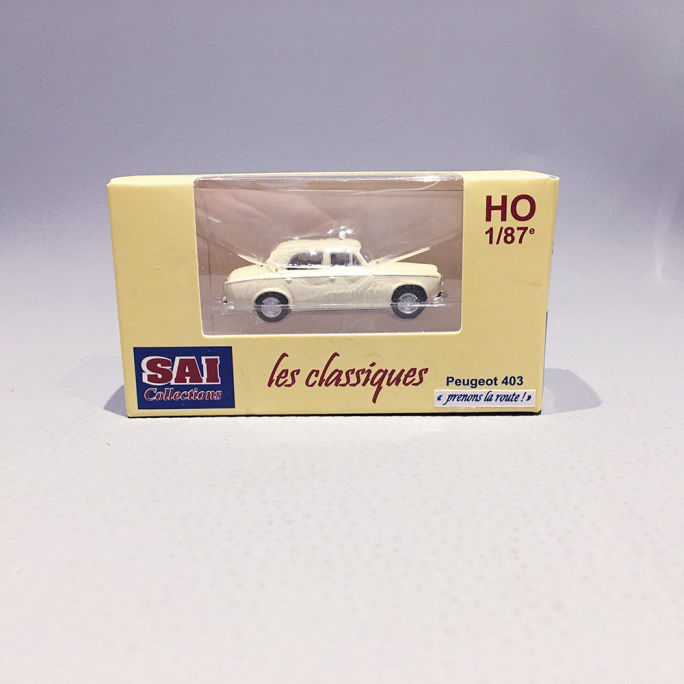 HO
1/87e
SAI
Collections
les classiques
Peugeot 403
« prenons la route ! »